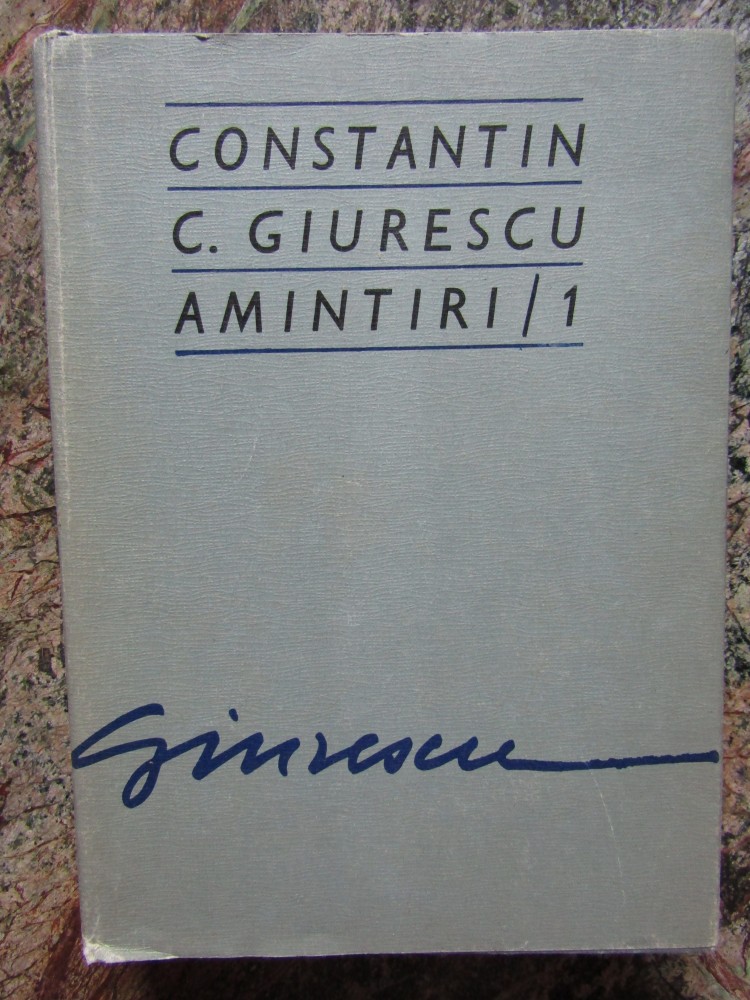 CONSTANTIN
C. GIURESCU
AMINTIRI/1
Giurescu